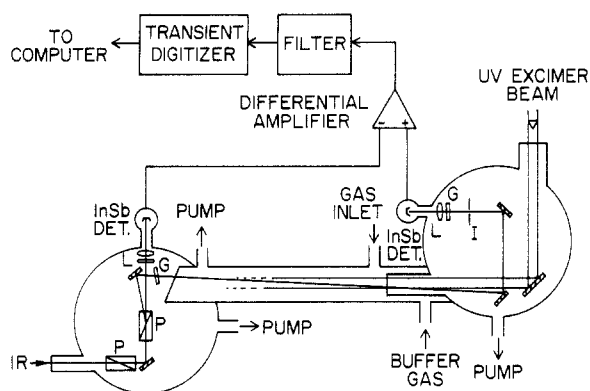 TO
COMPUTER
TRANSIENT
DIGITIZER
FILTER
DIFFERENTIAL
AMPLIFIER
- +
UV EXCIMER
BEAM
InSb
DET.
PUMP
GAS
INLET
InSb
DET.
G
L
I
L
G
P
P
IR
PUMP
BUFFER
GAS
PUMP